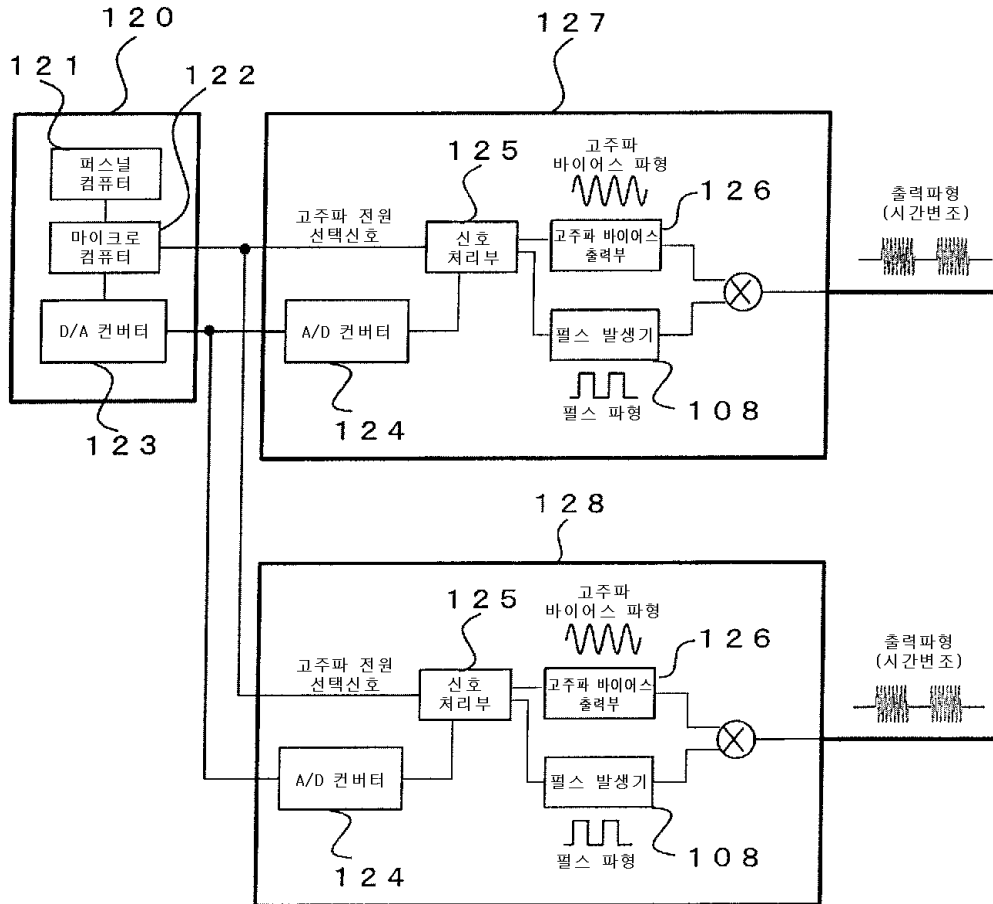 120
127
121
122
퍼스널
컴퓨터
마이크로
컴퓨터
D/A 컨버터
123
고주파 전원
선택신호
125
신호
처리부
A/D 컨버터
124
고주파
바이어스 파형
126
고주파 바이어스
출력부
펄스 발생기
108
펄스 파형
출력파형
(시간변조)
128
고주파 전원
선택신호
125
신호
처리부
A/D 컨버터
124
고주파
바이어스 파형
126
고주파 바이어스
출력부
펄스 발생기
108
펄스 파형
출력파형
(시간변조)